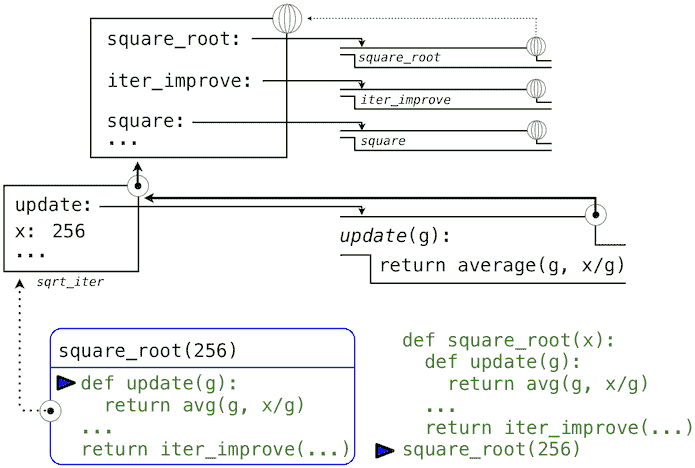 square_root:
square_root
iter_improve:
iter_improve
square:
square
...
update:
x: 256
...
sqrt_iter
update(g):
return average(g, x/g)
square_root(256)
def update(g):
return avg(g, x/g)
...
return iter_improve(...)
def square_root(x):
def update(g):
return avg(g, x/g)
...
return iter_improve(...)
square_root(256)